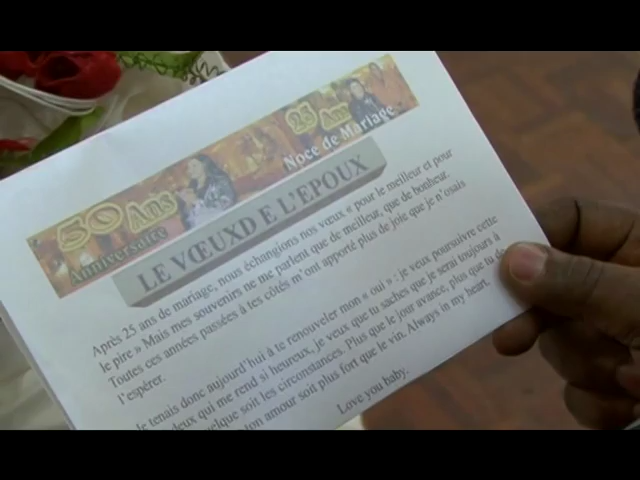 50 Ans
Anniversaire
25 Ans
Noce de Mariage
LE VŒUXD E L'EPOUX
Après 25 ans de mariage, nous échangions nos vœux « pour le meilleur et pour
le pire » Mais mes souvenirs ne me parlent que de meilleur, que de bonheur.
Toutes ces années passées à tes côtés m'ont apporté plus de joie que je n'osais
l'espérer.
Je tenais donc aujourd'hui à te renouveler mon « oui » : je veux poursuivre cette
deux qui me rend si heureux, je veux que tu saches que je serai toujours à
quelque soit les circonstances. Plus que le jour avance, plus que tu
ton amour soit plus fort que le vin. Always in my heart.
Love you baby.